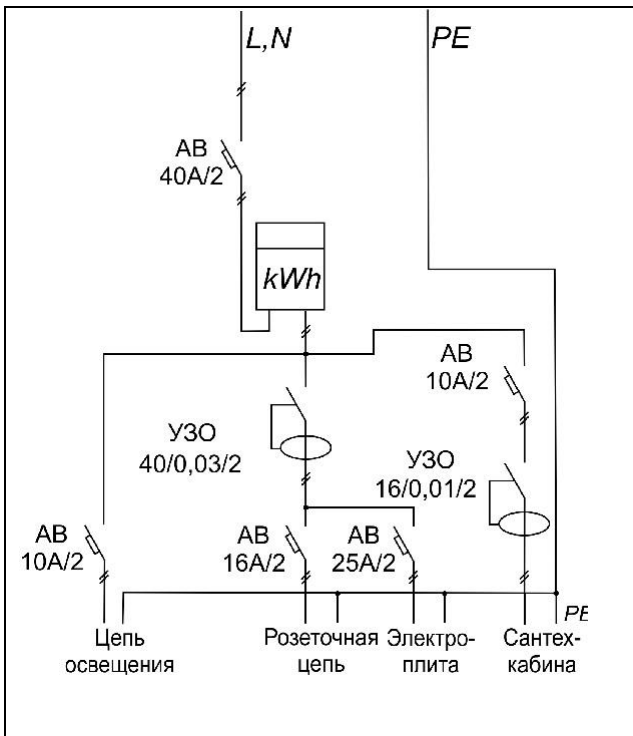 L,N
PE
АВ
40А/2
kWh
АВ
10А/2
УЗО
40/0,03/2
УЗО
16/0,01/2
АВ
10А/2
АВ
16А/2
АВ
25А/2
PE
Цепь
освещения
Розеточная
цепь
Электро-
плита
Сантех-
кабина